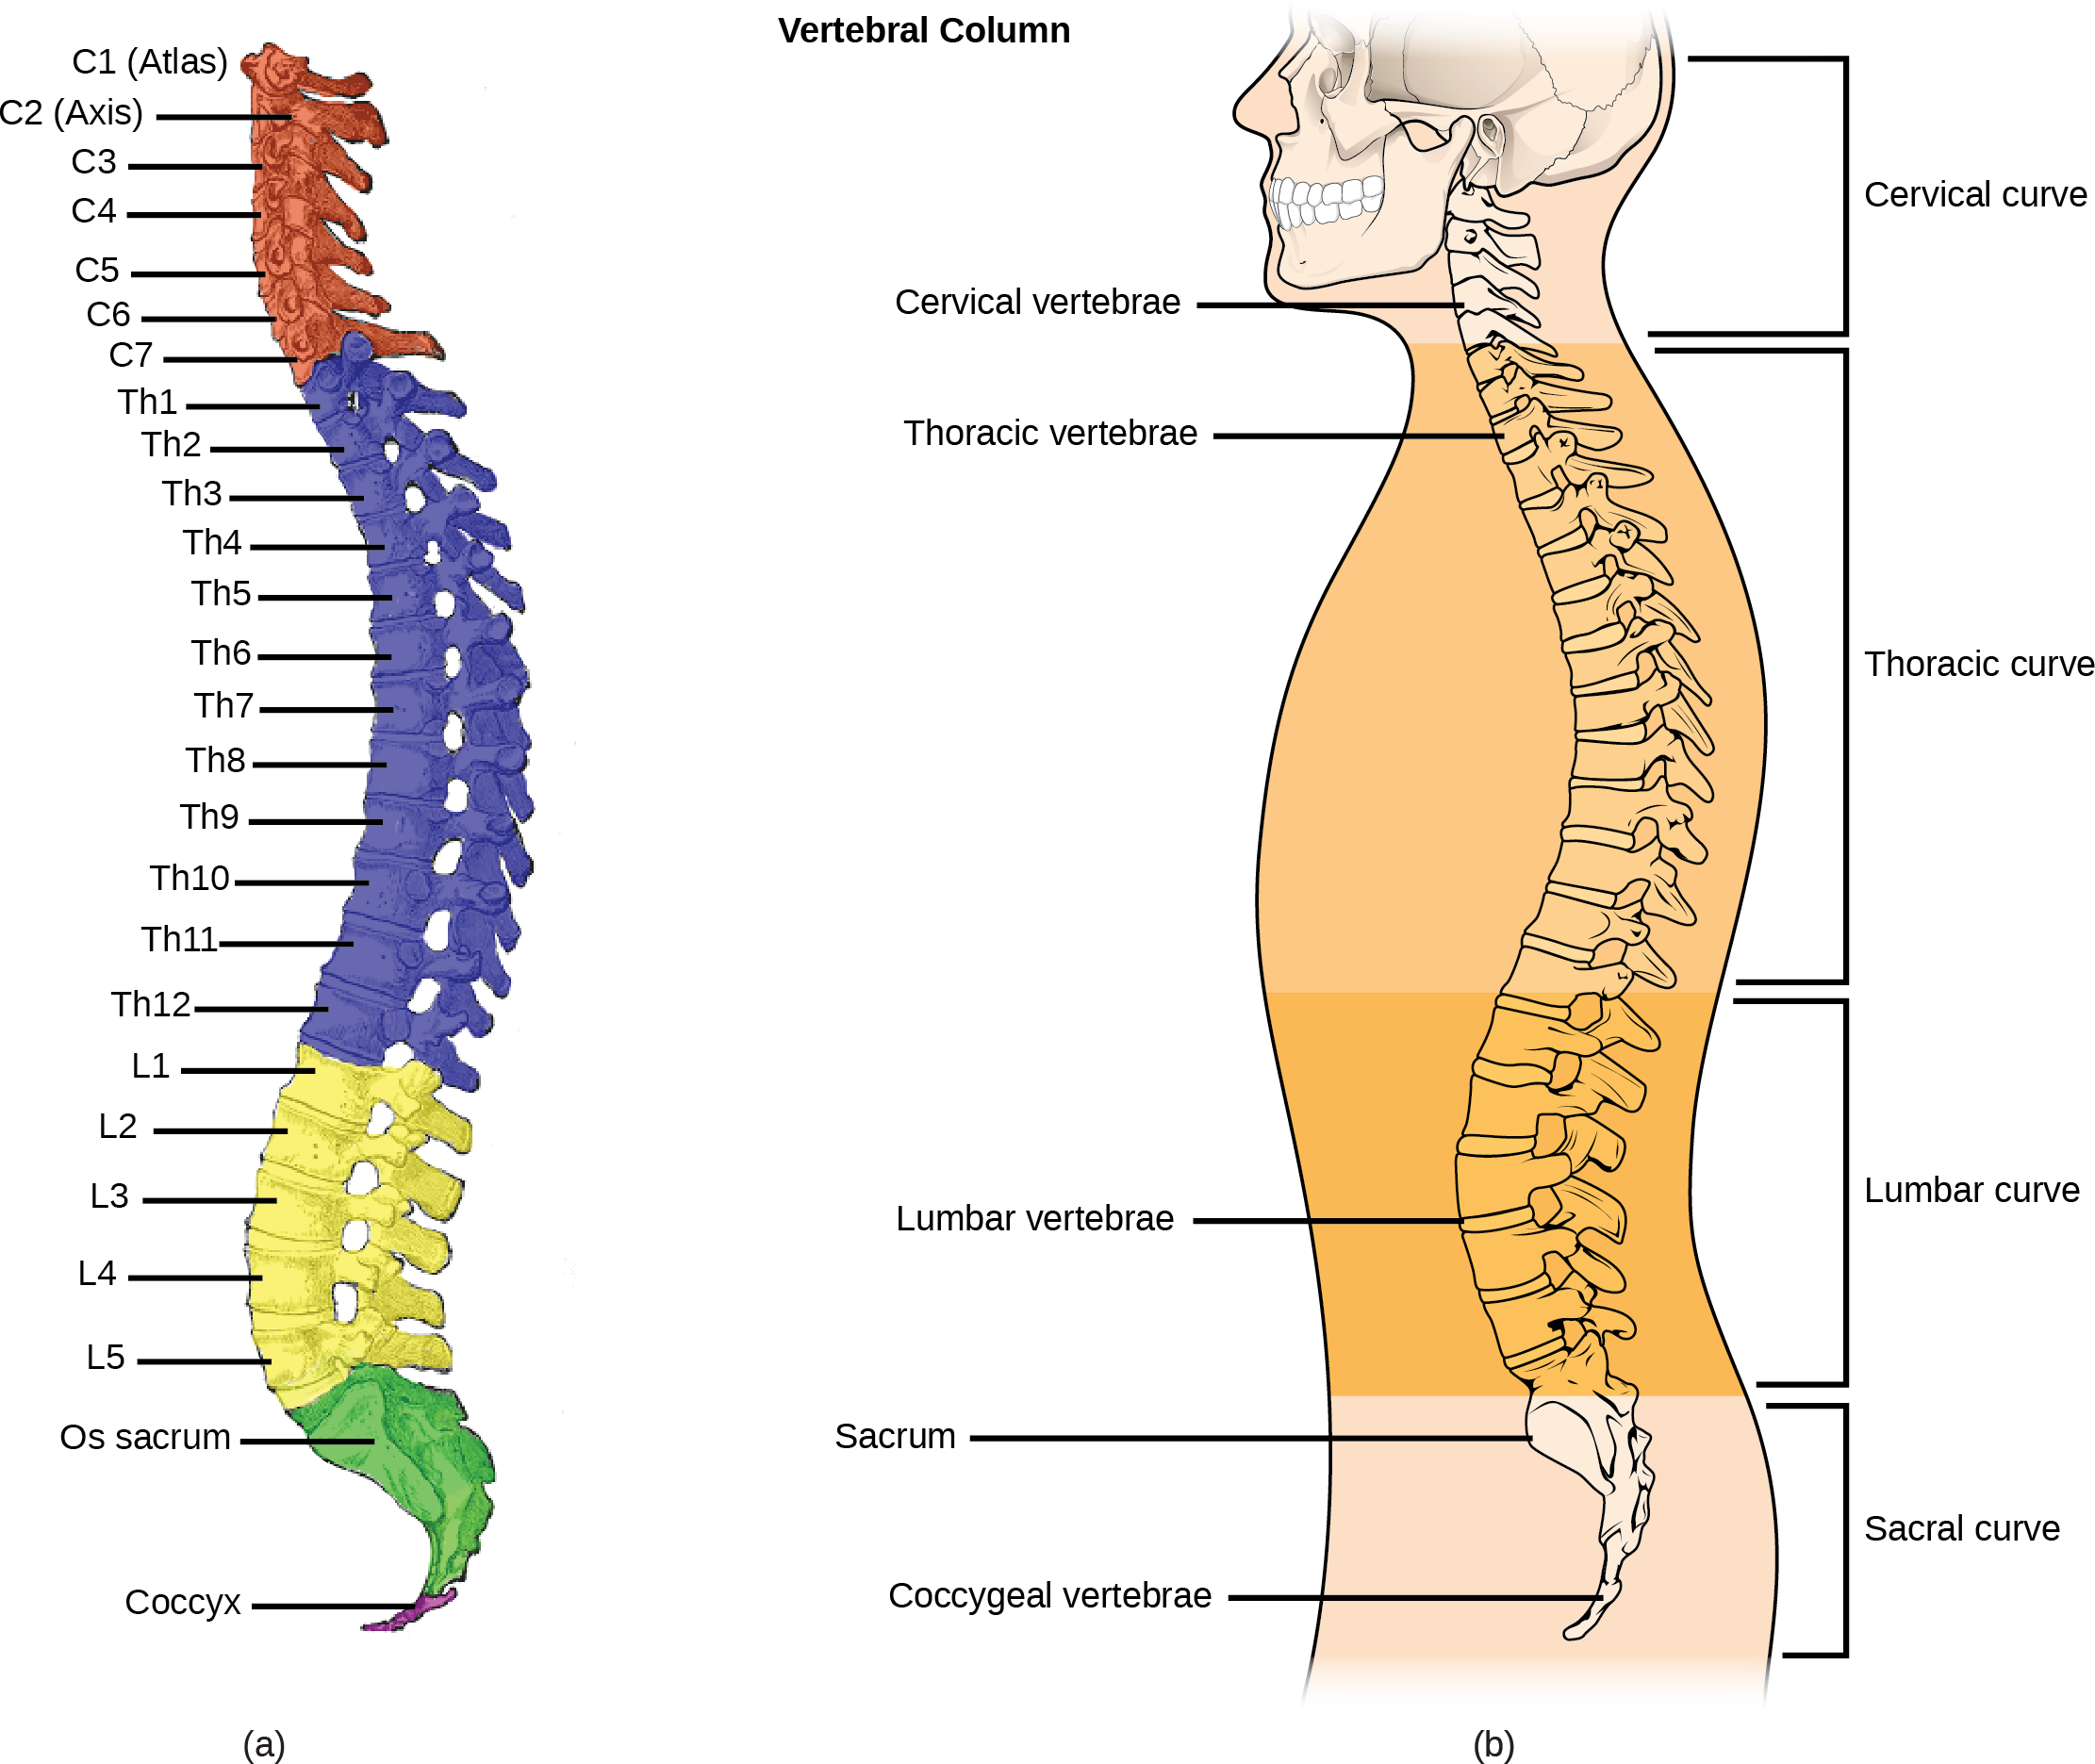 Vertebral Column
C1 (Atlas)
C2 (Axis)
C3
C4
C5
C6
C7
Th1
Th2
Th3
Th4
Th5
Th6
Th7
Th8
Th9
Th10
Th11
Th12
L1
L2
L3
L4
L5
Os sacrum
Coccyx
(a)
Cervical vertebrae
Thoracic vertebrae
Lumbar vertebrae
Sacrum
Coccygeal vertebrae
Cervical curve
Thoracic curve
Lumbar curve
Sacral curve
(b)